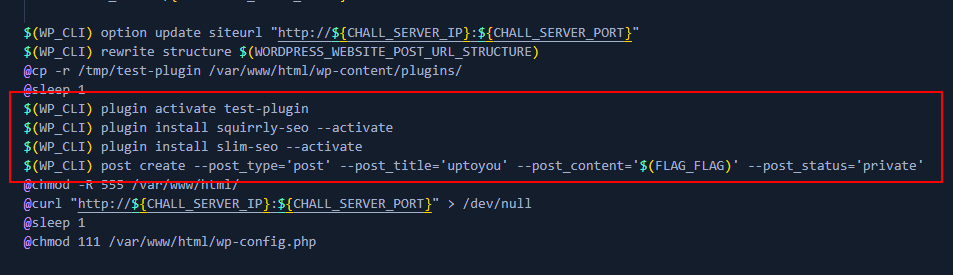 $(WP_CLI) option update siteurl "http://${CHALL_SERVER_IP}:${CHALL_SERVER_PORT}"
$(WP_CLI) rewrite structure $(WORDPRESS_WEBSITE_POST_URL_STRUCTURE)
@cp -r /tmp/test-plugin /var/www/html/wp-content/plugins/
@sleep 1
$(WP_CLI) plugin activate test-plugin
$(WP_CLI) plugin install squirrly-seo --activate
$(WP_CLI) plugin install slim-seo --activate
$(WP_CLI) post create --post_type='post' --post_title='uptoyou' --post_content='$(FLAG_FLAG)' --post_status='private'
@chmod -R 555 /var/www/html/
@curl "http://${CHALL_SERVER_IP}:${CHALL_SERVER_PORT}" > /dev/null
@sleep 1
@chmod 111 /var/www/html/wp-config.php